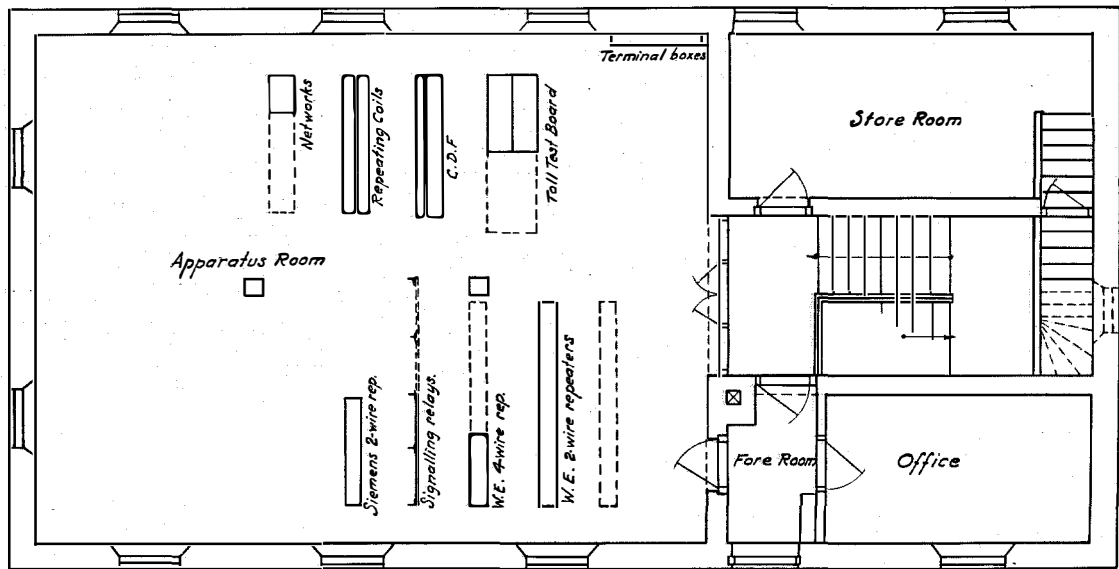 Terminal boxes
Networks
Repeating Coils
C.D.F
Toll Test Board
Store Room
Apparatus Room
Siemens 2-wire rep.
Signalling relays.
W.E. 4-wire rep.
W.E. 2-wire repeaters
Fore Room
Office